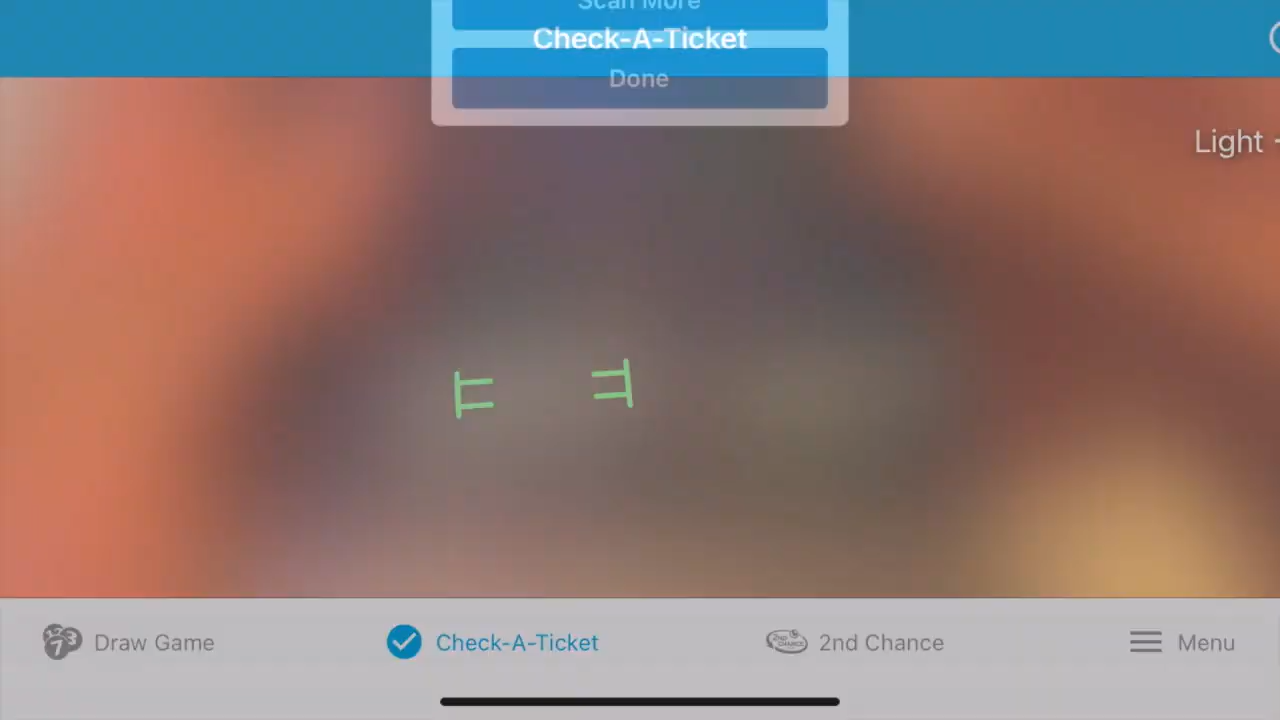 Scan More
Check-A-Ticket
Done
Light
Draw Game
Check-A-Ticket
2nd Chance
Menu